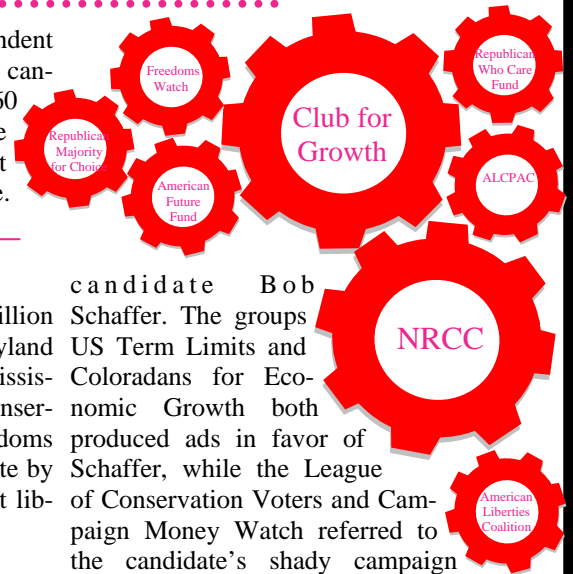 ndent
can-
60
e
t
e.
illion
yland
issis-
nser-
doms
te by
t lib-
candidate Bob
Schaffer. The groups
US Term Limits and
Coloradans for Eco-
nomic Growth both
produced ads in favor of
Schaffer, while the League
of Conservation Voters and Cam-
paign Money Watch referred to
the candidate’s shady campaign
Freedoms
Watch
Republican
Majority
for Choice
American
Future
Fund
Club for
Growth
Republican
Who Care
Fund
ALCPAC
NRCC
American
Liberties
Coalition